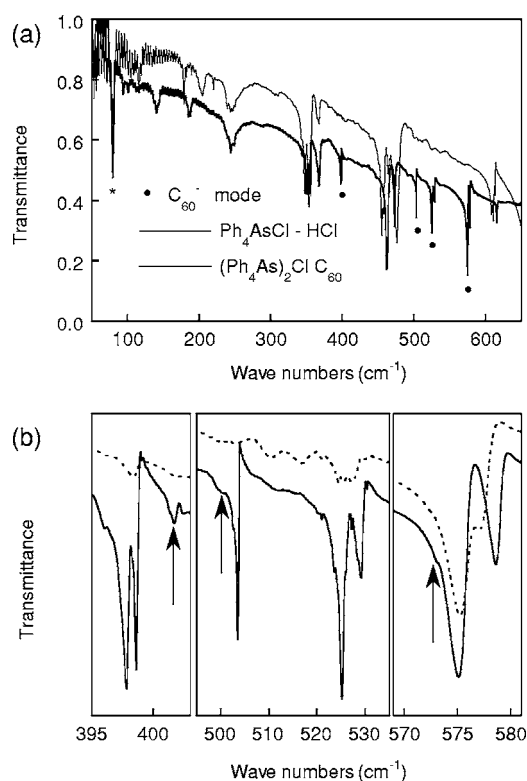 (a)
1.0
0.8
0.6
0.4
0.2
0.0
Transmittance
*
● C₆₀⁻ mode
Ph₄AsCl - HCl
(Ph₄As)₂Cl C₆₀
100 200 300 400 500 600
Wave numbers (cm⁻¹)
(b)
Transmittance
395 400 500 510 520 530 570 575 580
Wave numbers (cm⁻¹)